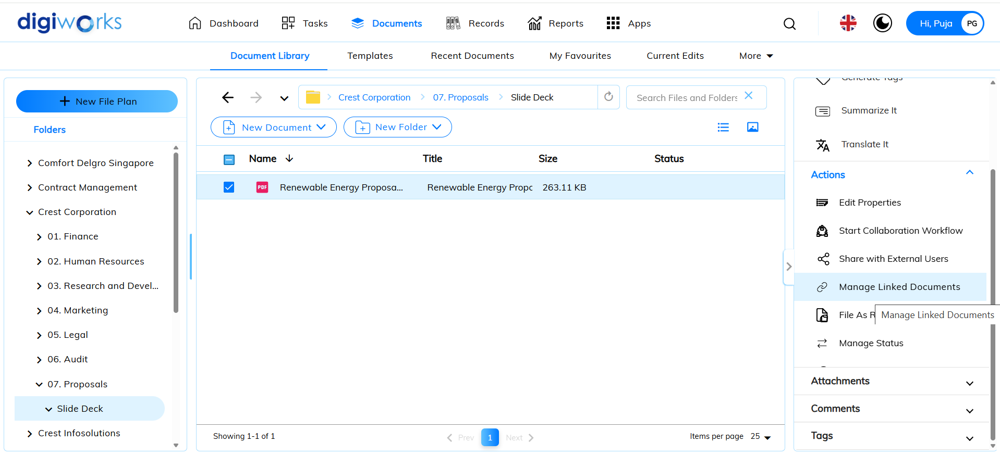 digiworks
Dashboard
Tasks
Documents
Records
Reports
Apps
Hi, Puja
PG
Document Library
Templates
Recent Documents
My Favourites
Current Edits
More
New File Plan
Folders
Comfort Delgro Singapore
Contract Management
Crest Corporation
01. Finance
02. Human Resources
03. Research and Devel...
04. Marketing
05. Legal
06. Audit
07. Proposals
Slide Deck
Crest Infosolutions
Crest Corporation
07. Proposals
Slide Deck
Search Files and Folders
New Document
New Folder
Name
Title
Size
Status
PDF
Renewable Energy Proposa...
Renewable Energy Propo
263.11 KB
Showing 1-1 of 1
Prev
1
Next
Items per page
25
Generate Tags
Summarize It
Translate It
Actions
Edit Properties
Start Collaboration Workflow
Share with External Users
Manage Linked Documents
File As R
Manage Linked Documents
Manage Status
Attachments
Comments
Tags